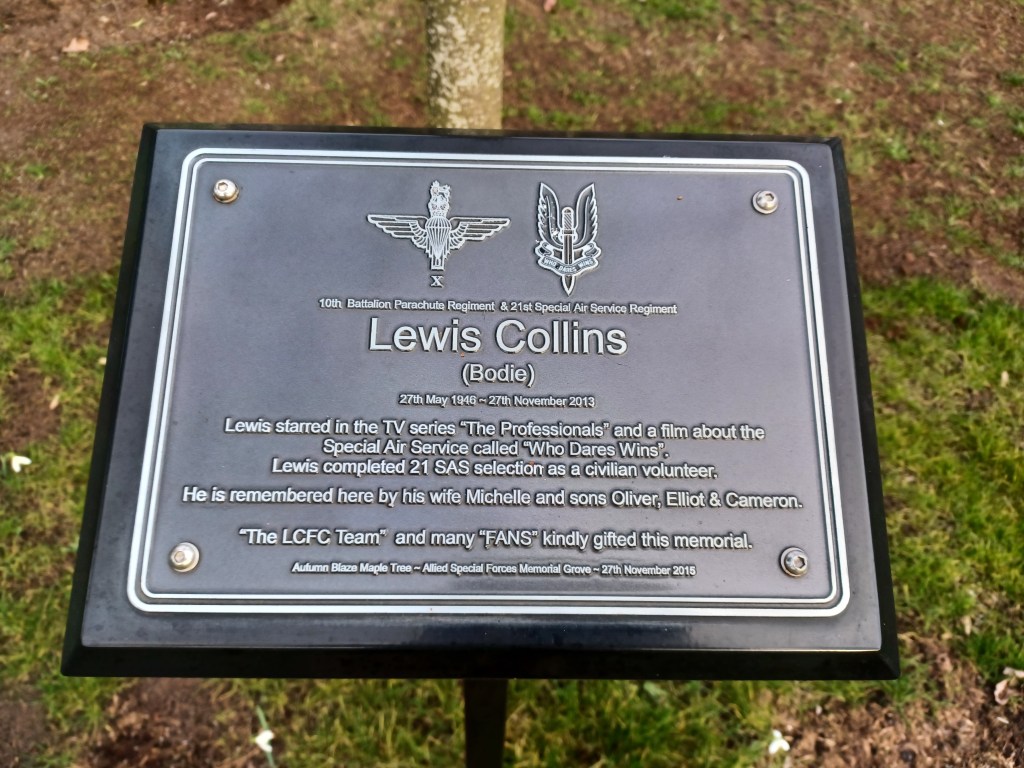 WHO DARES WINS
X
10th Battalion Parachute Regiment & 21st Special Air Service Regiment
Lewis Collins
(Bodie)
27th May 1946 ~ 27th November 2013
Lewis starred in the TV series “The Professionals” and a film about the
Special Air Service called “Who Dares Wins”.
Lewis completed 21 SAS selection as a civilian volunteer.
He is remembered here by his wife Michelle and sons Oliver, Elliot & Cameron.
“The LCFC Team” and many “FANS” kindly gifted this memorial.
Autumn Blaze Maple Tree ~ Allied Special Forces Memorial Grove ~ 27th November 2015